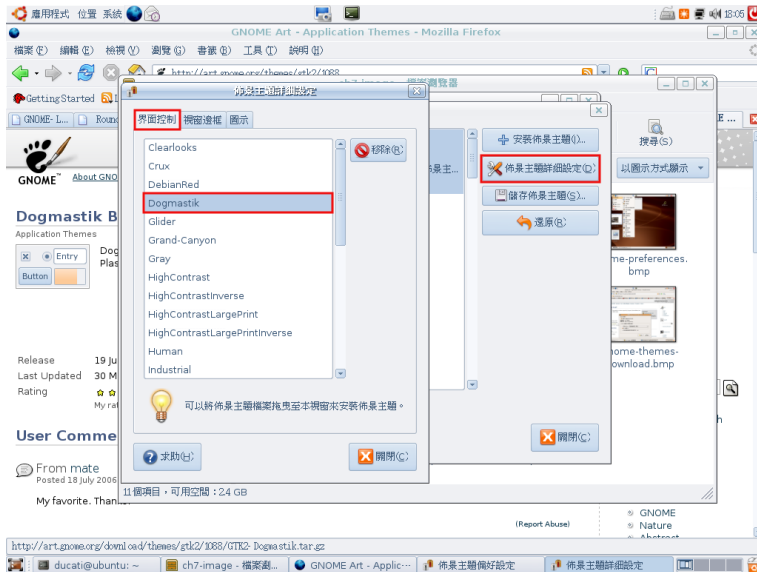 應用程式 位置 系統
18:05
GNOME Art - Application Themes - Mozilla Firefox
檔案(F) 編輯(E) 檢視(V) 瀏覽(G) 書籤(B) 工具(T) 說明(H)
http://art.gnome.org/themes/gtk2/1088
Getting Started
佈景主題詳細設定
GNOME- L...
界面控制 視窗邊框 圖示
Clearlooks
Crux
DebianRed
Dogmastik
Glider
Grand-Canyon
Gray
HighContrast
HighContrastInverse
HighContrastLargePrint
HighContrastLargePrintInverse
Human
Industrial
移除(R)
可以將佈景主題檔案拖曳至本視窗來安裝佈景主題。
求助(H)
關閉(C)
安裝佈景主題(I)...
佈景主題詳細設定(D)
儲存佈景主題(S)...
還原(R)
關閉(C)
搜尋(S)
以圖示方式顯示
me-preferences.
bmp
nome-themes-
ownload.bmp
GNOME
About GNO
Dogmastik B
Application Themes
Entry
Button
Dog
Plas
Release 19 Ju
Last Updated 30 M
Rating
My rat
User Comme
From mate
Posted 18 July 2006
My favorite. Than
11個項目，可用空間：2.4 GB
(Report Abuse)
GNOME
Nature
Abstract
http://art.gnome.org/download/themes/gtk2/1088/GTK2-Dogmastik.tar.gz
ducati@ubuntu: ~
ch7-image - 檔案瀏...
GNOME Art - Applic...
佈景主題偏好設定
佈景主題詳細設定